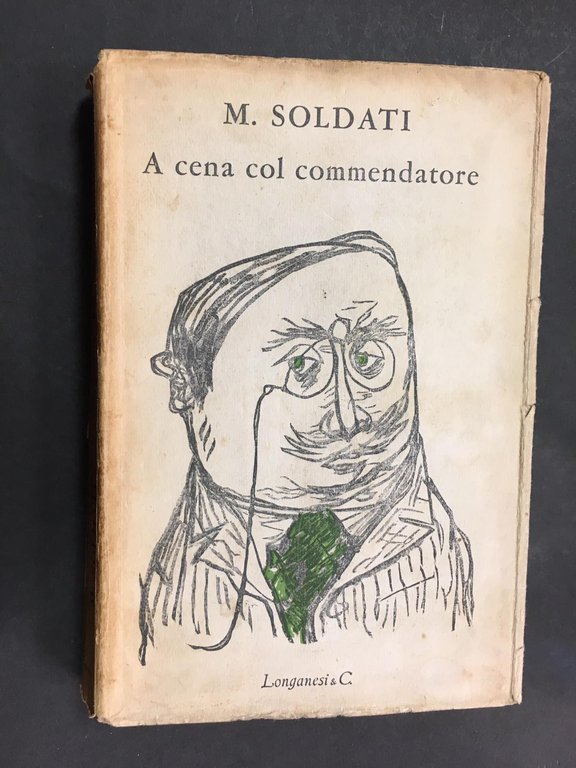 M. SOLDATI
A cena col commendatore
Longanesi & C.